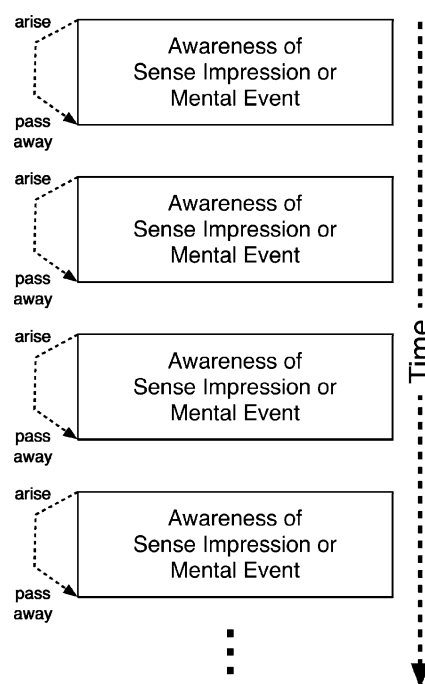 arise
Awareness of
Sense Impression or
Mental Event
pass
away
arise
Awareness of
Sense Impression or
Mental Event
pass
away
arise
Awareness of
Sense Impression or
Mental Event
pass
away
arise
Awareness of
Sense Impression or
Mental Event
pass
away
Time